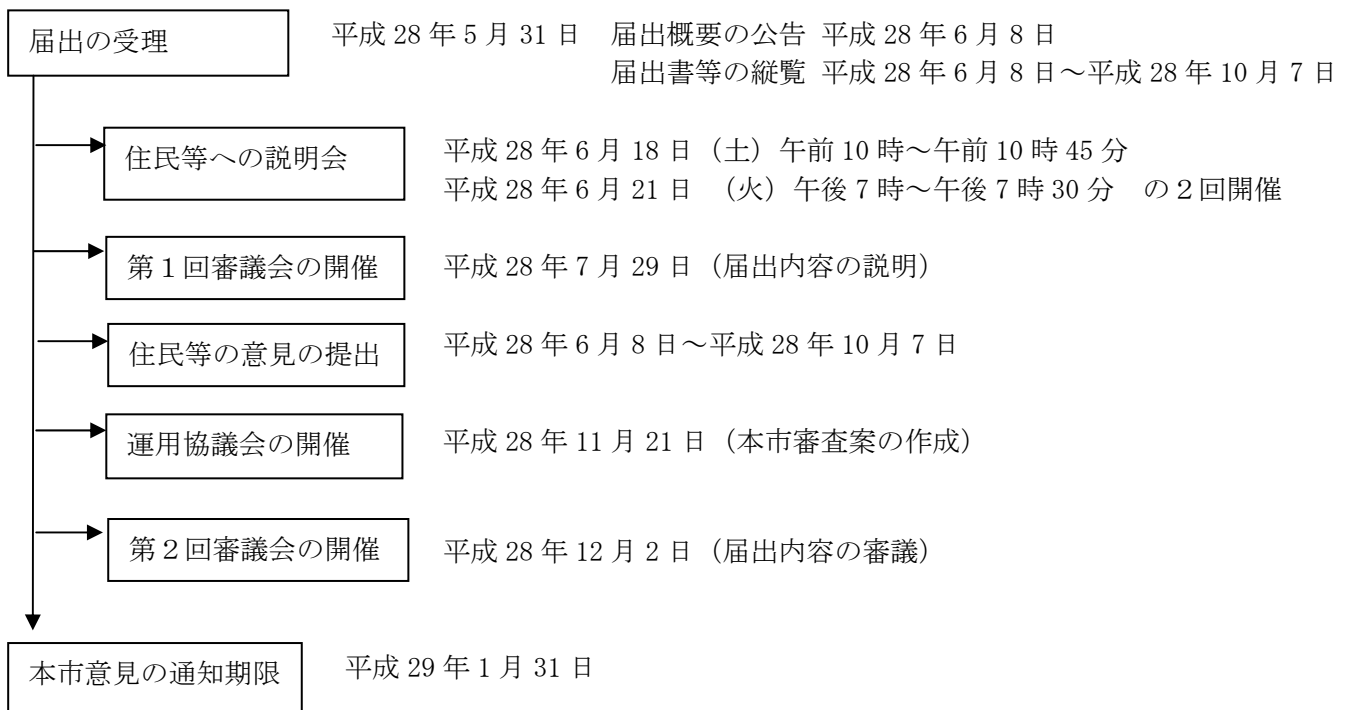 届出の受理 平成 28 年 5 月 31 日 届出概要の公告 平成 28 年 6 月 8 日
届出書等の縦覧 平成 28 年 6 月 8 日～平成 28 年 10 月 7 日
住民等への説明会 平成 28 年 6 月 18 日（土）午前 10 時～午前 10 時 45 分
平成 28 年 6 月 21 日 （火）午後 7 時～午後 7 時 30 分 の２回開催
第１回審議会の開催 平成 28 年 7 月 29 日（届出内容の説明）
住民等の意見の提出 平成 28 年 6 月 8 日～平成 28 年 10 月 7 日
運用協議会の開催 平成 28 年 11 月 21 日（本市審査案の作成）
第２回審議会の開催 平成 28 年 12 月 2 日（届出内容の審議）
本市意見の通知期限 平成 29 年 1 月 31 日